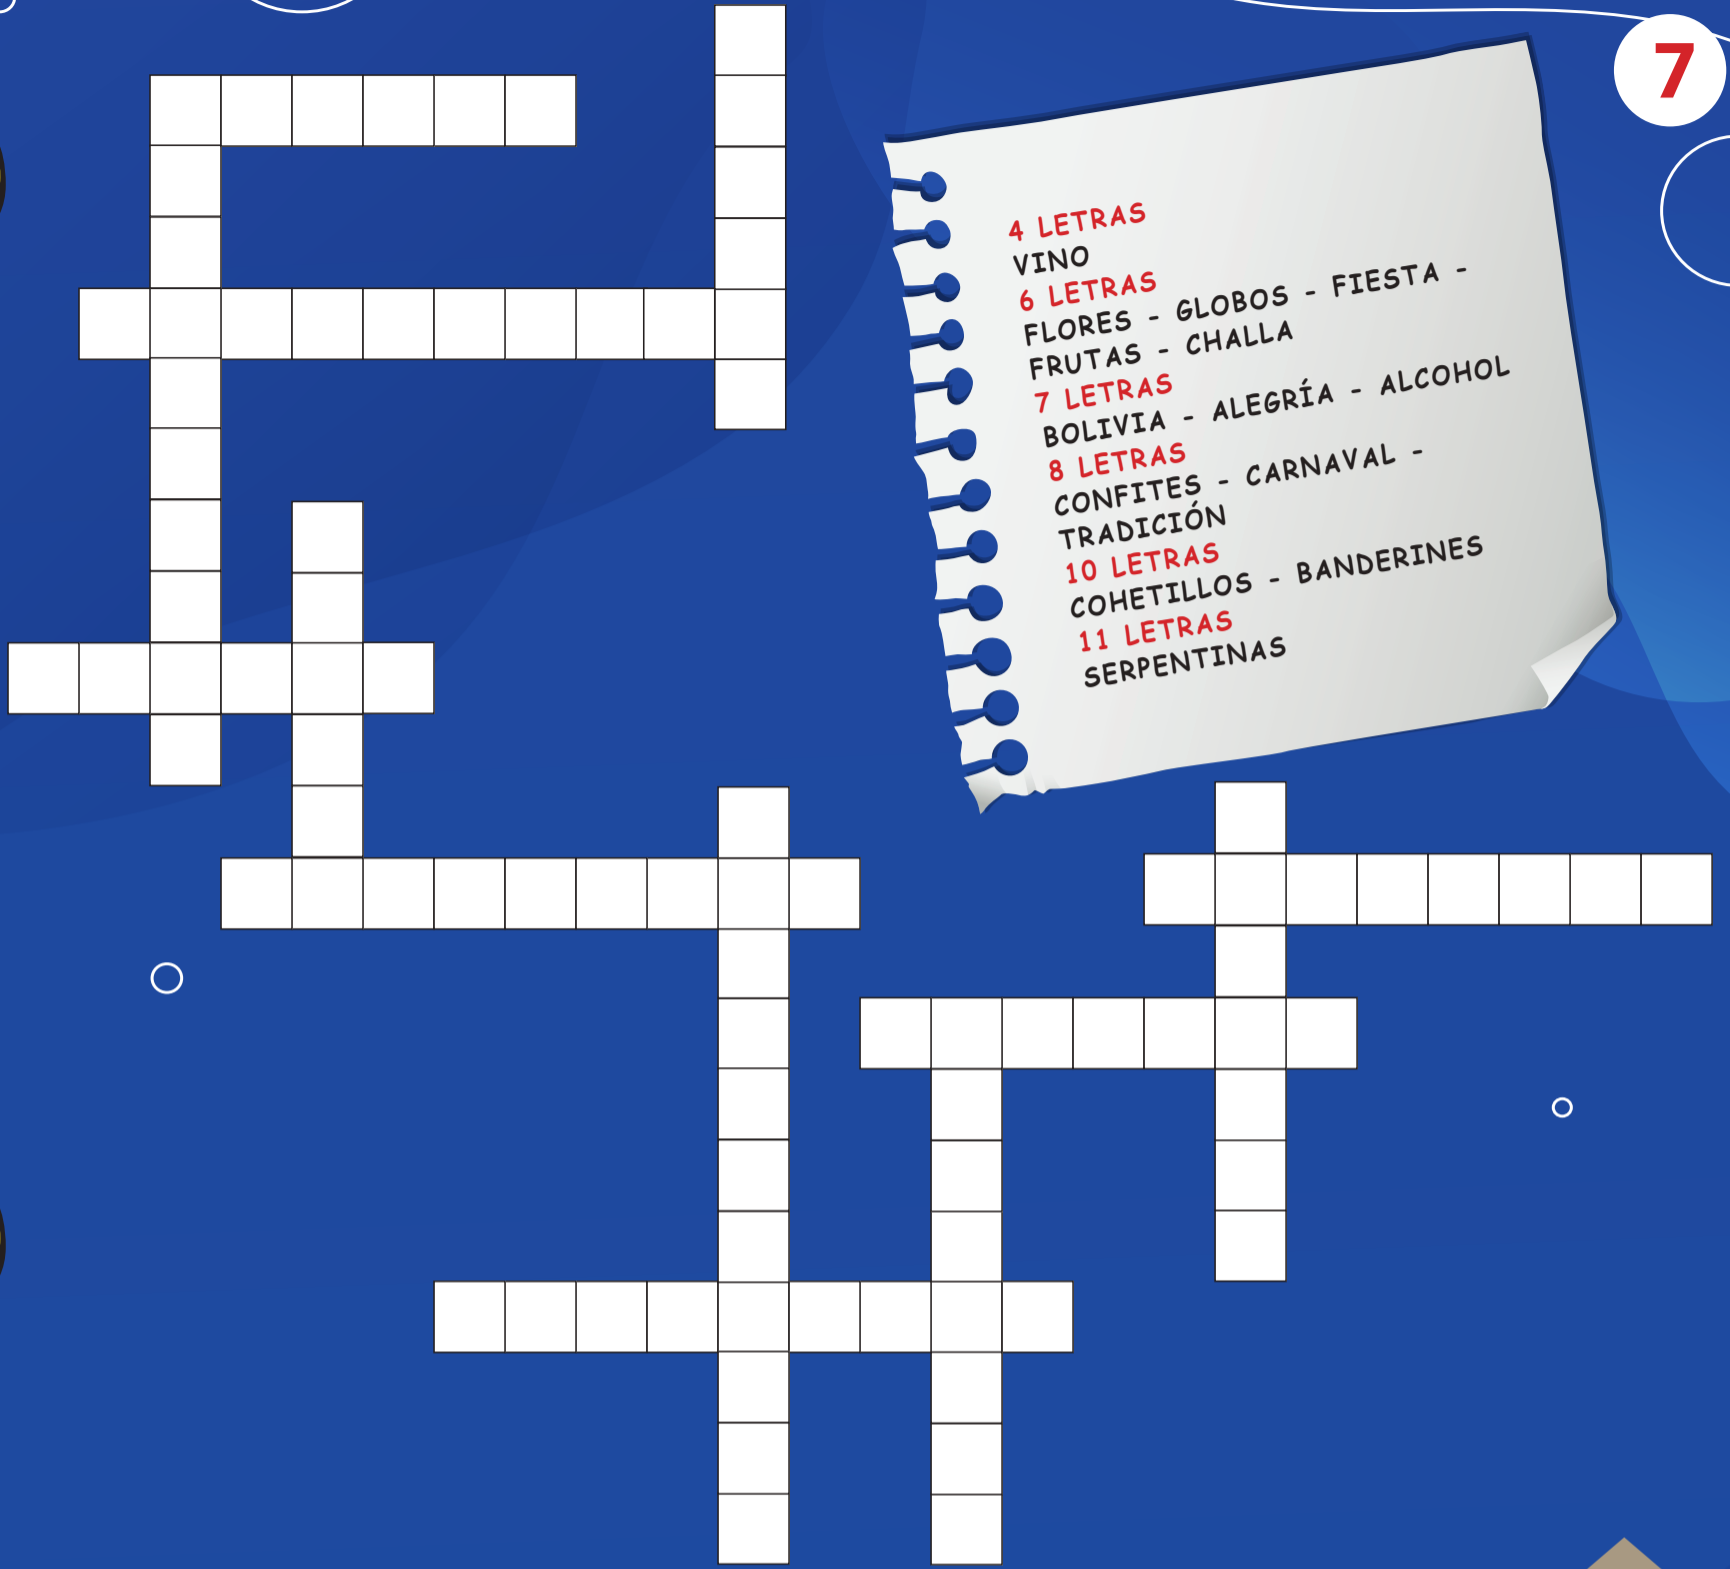 7
4 LETRAS
VINO
6 LETRAS
FLORES - GLOBOS - FIESTA -
FRUTAS - CHALLA
7 LETRAS
BOLIVIA - ALEGRÍA - ALCOHOL
8 LETRAS
CONFITES - CARNAVAL -
TRADICIÓN
10 LETRAS
COHETILLOS - BANDERINES
11 LETRAS
SERPENTINAS